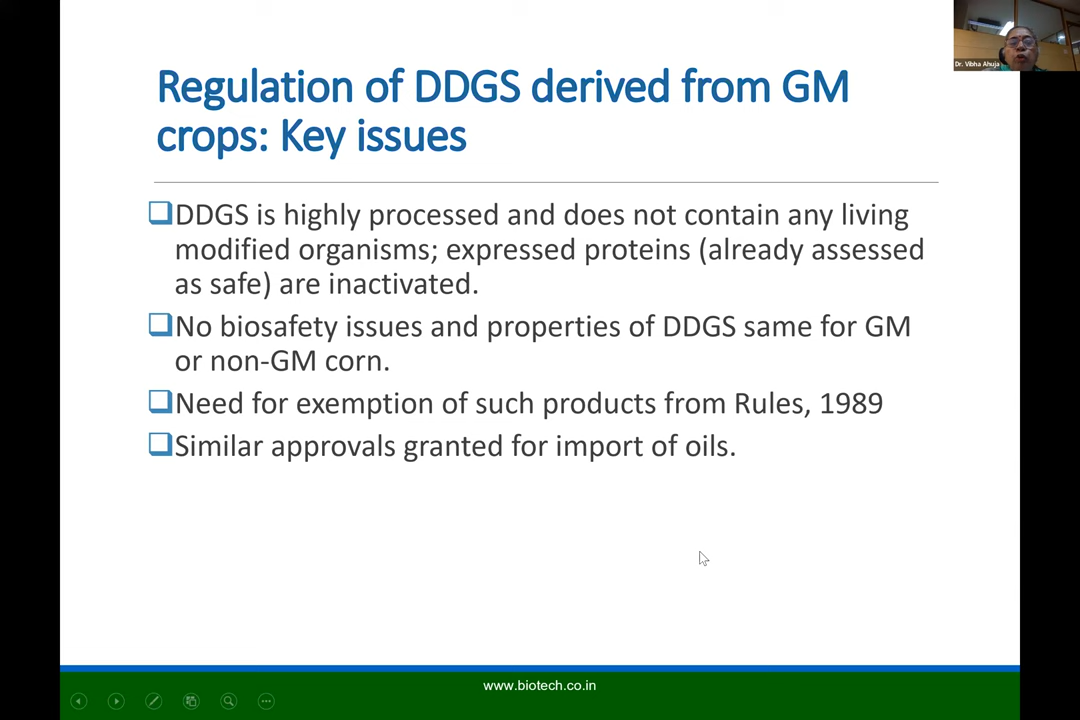 Dr. Vibha Ahuja
Regulation of DDGS derived from GM
crops: Key issues
DDGS is highly processed and does not contain any living
modified organisms; expressed proteins (already assessed
as safe) are inactivated.
No biosafety issues and properties of DDGS same for GM
or non-GM corn.
Need for exemption of such products from Rules, 1989
Similar approvals granted for import of oils.
www.biotech.co.in